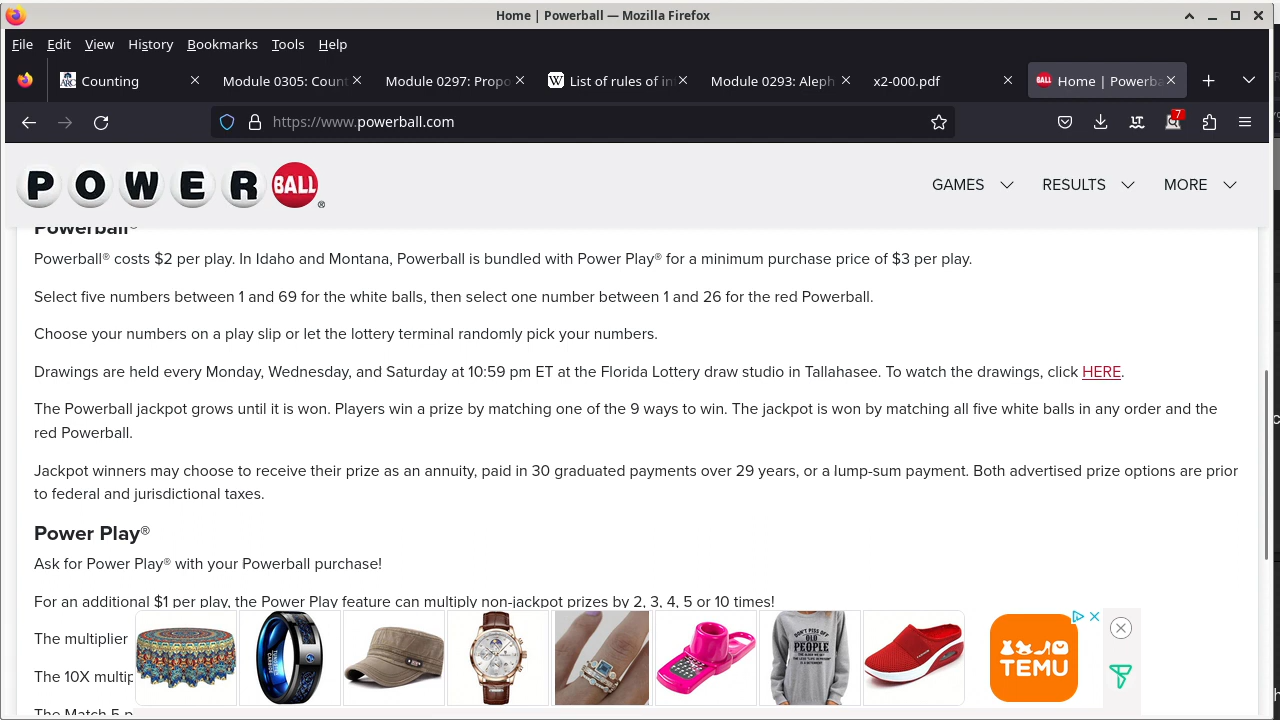 Home | Powerball — Mozilla Firefox
File Edit View History Bookmarks Tools Help
Counting
Module 0305: Count
Module 0297: Propo
List of rules of in
Module 0293: Aleph
x2-000.pdf
Home | Powerba
https://www.powerball.com
7
POWER BALL®
GAMES
RESULTS
MORE
Powerball®
Powerball® costs $2 per play. In Idaho and Montana, Powerball is bundled with Power Play® for a minimum purchase price of $3 per play.
Select five numbers between 1 and 69 for the white balls, then select one number between 1 and 26 for the red Powerball.
Choose your numbers on a play slip or let the lottery terminal randomly pick your numbers.
Drawings are held every Monday, Wednesday, and Saturday at 10:59 pm ET at the Florida Lottery draw studio in Tallahasee. To watch the drawings, click HERE.
The Powerball jackpot grows until it is won. Players win a prize by matching one of the 9 ways to win. The jackpot is won by matching all five white balls in any order and the
red Powerball.
Jackpot winners may choose to receive their prize as an annuity, paid in 30 graduated payments over 29 years, or a lump-sum payment. Both advertised prize options are prior
to federal and jurisdictional taxes.
Power Play®
Ask for Power Play® with your Powerball purchase!
For an additional $1 per play, the Power Play feature can multiply non-jackpot prizes by 2, 3, 4, 5 or 10 times!
The multiplier
The 10X multip
The Match 5 p
DON'T PISS OFF
OLD
PEOPLE
TEMU